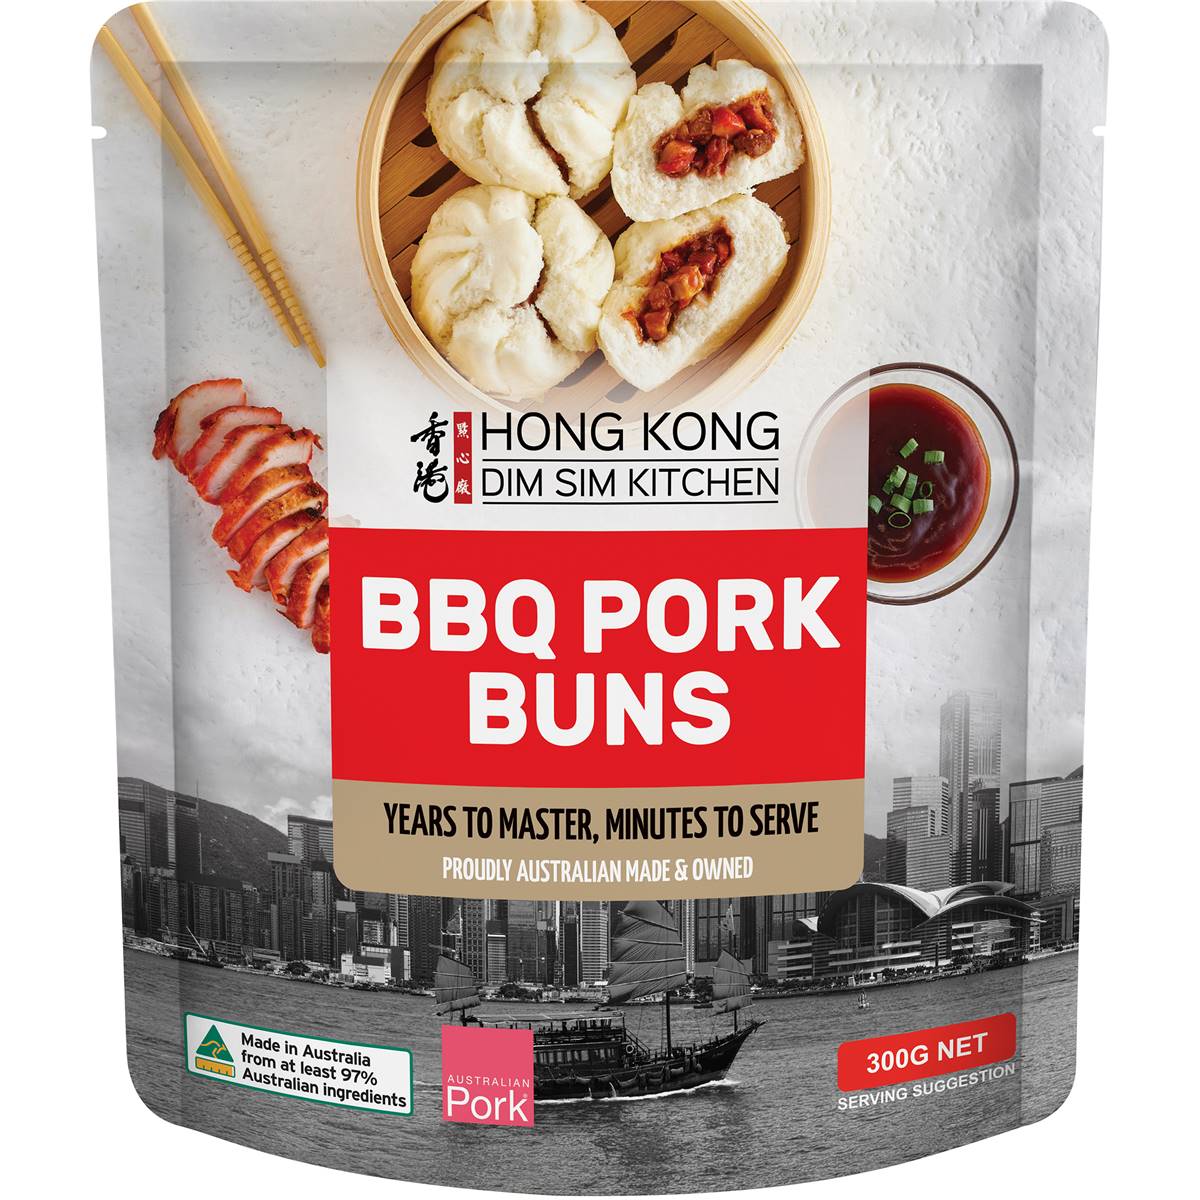 香港
點心廠
HONG KONG
DIM SIM KITCHEN
BBQ PORK
BUNS
YEARS TO MASTER, MINUTES TO SERVE
PROUDLY AUSTRALIAN MADE & OWNED
Made in Australia
from at least 97%
Australian ingredients
AUSTRALIAN
Pork®
300G NET
SERVING SUGGESTION